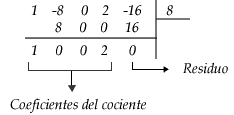 1 -8 0 2 -16 8
8 0 0 16
1 0 0 2 0
Residuo
Coeficientes del cociente